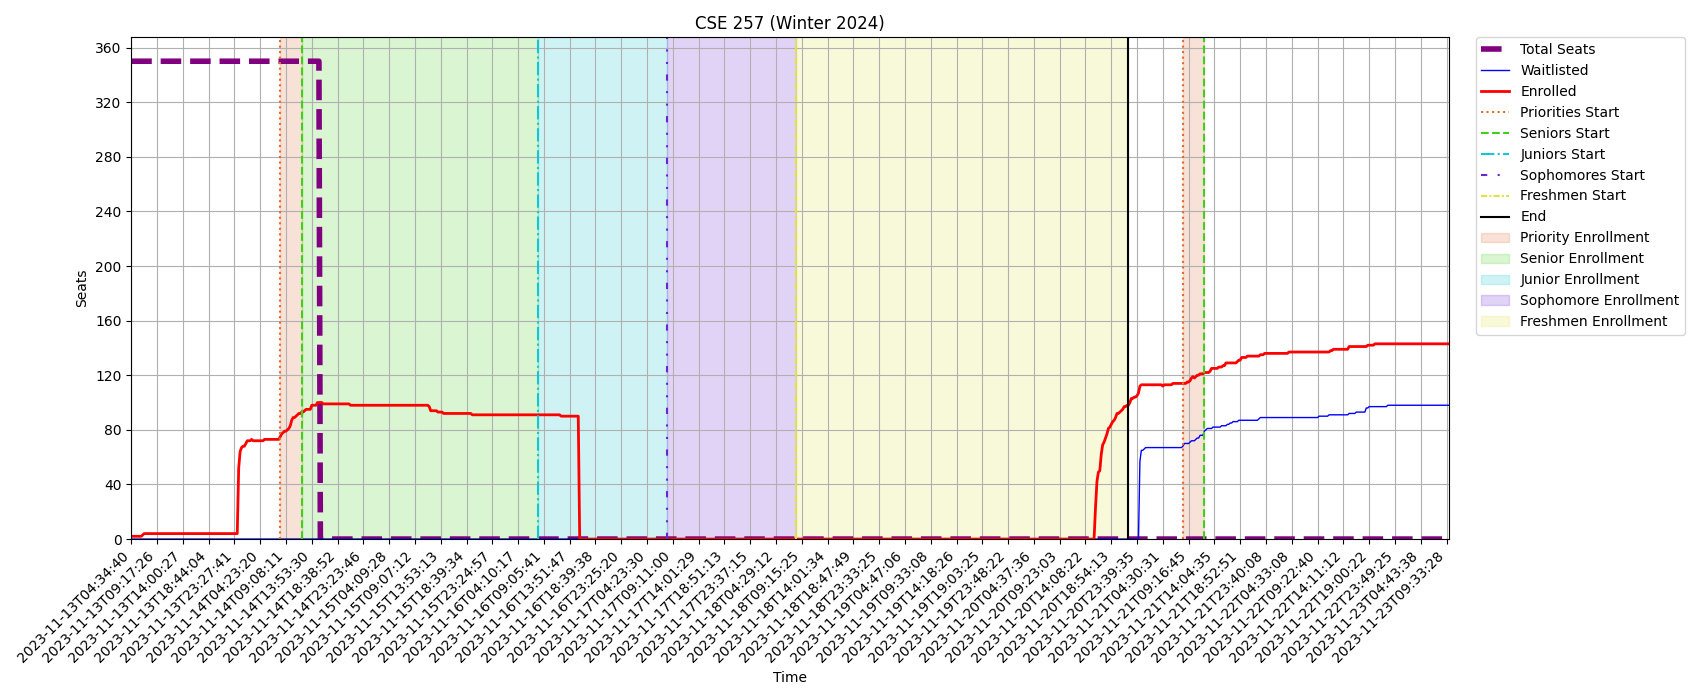 CSE 257 (Winter 2024)
Seats
360
320
280
240
200
160
120
80
40
0
2023-11-13T04:34:40
2023-11-13T09:17:26
2023-11-13T14:00:27
2023-11-13T18:44:04
2023-11-13T23:27:41
2023-11-14T04:23:20
2023-11-14T09:08:11
2023-11-14T13:53:30
2023-11-14T18:38:52
2023-11-14T23:23:46
2023-11-15T04:09:28
2023-11-15T09:07:12
2023-11-15T13:53:13
2023-11-15T18:39:34
2023-11-15T23:24:57
2023-11-16T04:10:17
2023-11-16T09:05:41
2023-11-16T13:51:47
2023-11-16T18:39:38
2023-11-16T23:25:20
2023-11-17T04:23:30
2023-11-17T09:11:00
2023-11-17T14:01:29
2023-11-17T18:51:13
2023-11-17T23:37:15
2023-11-18T04:29:12
2023-11-18T09:15:25
2023-11-18T14:01:34
2023-11-18T18:47:49
2023-11-18T23:33:25
2023-11-19T04:47:06
2023-11-19T09:33:08
2023-11-19T14:18:26
2023-11-19T19:03:25
2023-11-19T23:48:22
2023-11-20T04:37:36
2023-11-20T09:23:03
2023-11-20T14:08:22
2023-11-20T18:54:13
2023-11-20T23:39:35
2023-11-21T04:30:31
2023-11-21T09:16:45
2023-11-21T14:04:35
2023-11-21T18:52:51
2023-11-21T23:40:08
2023-11-22T04:33:08
2023-11-22T09:22:40
2023-11-22T14:11:12
2023-11-22T19:00:22
2023-11-22T23:49:25
2023-11-23T04:43:38
2023-11-23T09:33:28
Time
Total Seats
Waitlisted
Enrolled
Priorities Start
Seniors Start
Juniors Start
Sophomores Start
Freshmen Start
End
Priority Enrollment
Senior Enrollment
Junior Enrollment
Sophomore Enrollment
Freshmen Enrollment